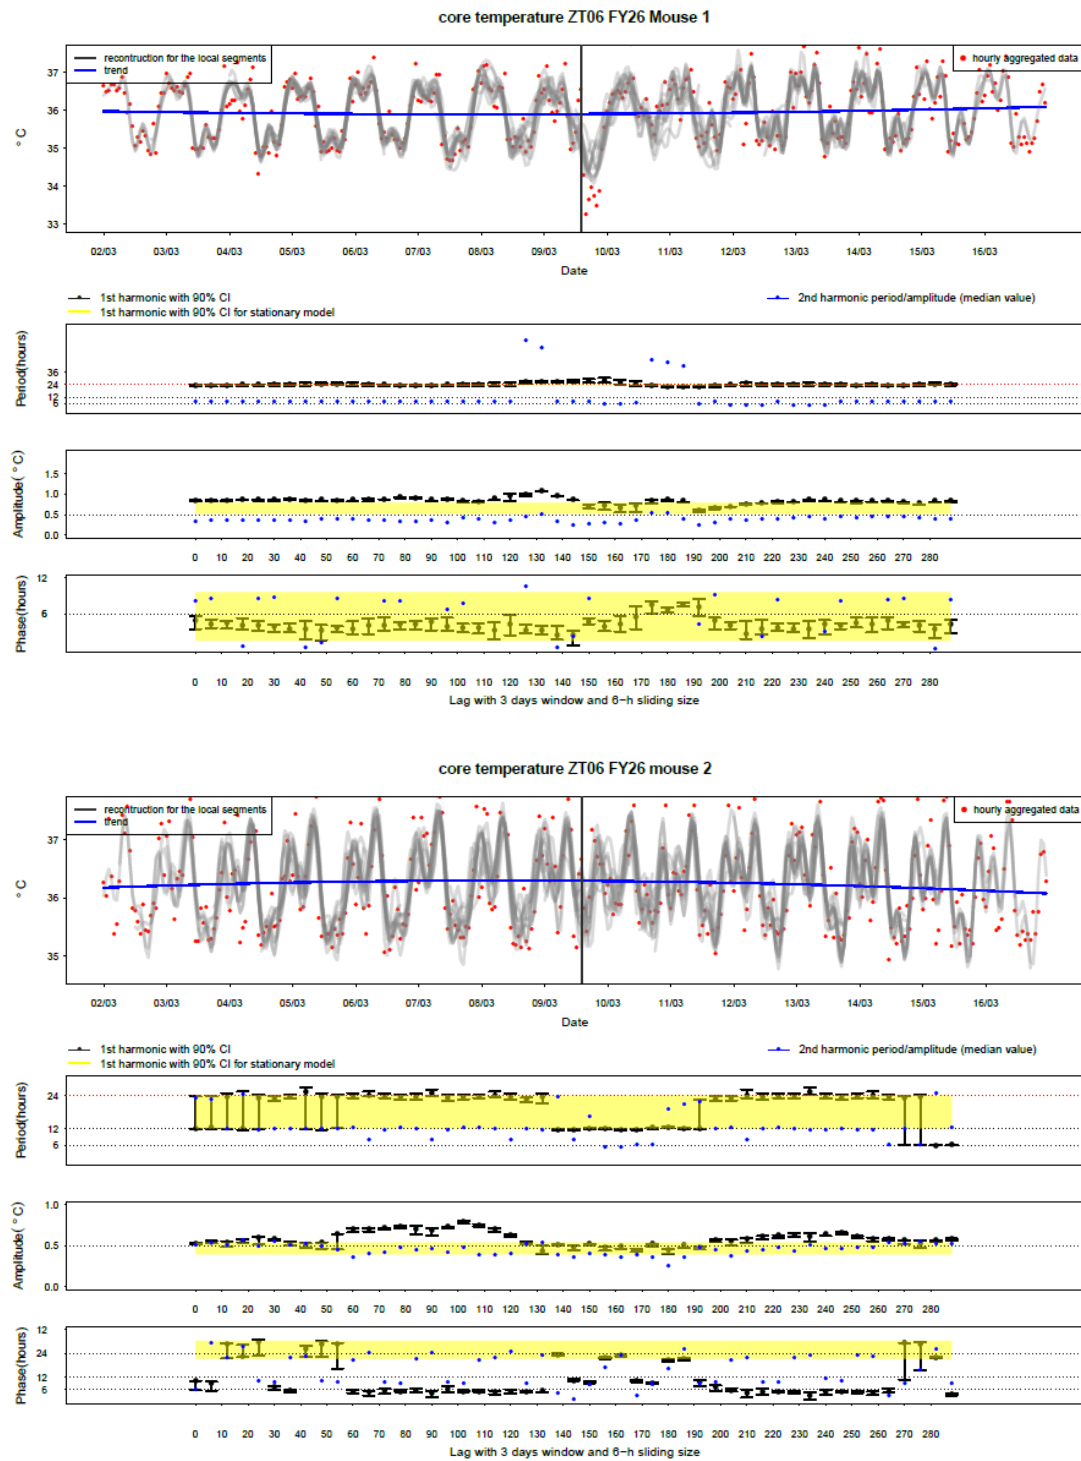 core temperature ZT06 FY26 Mouse 1
recontruction for the local segments
trend
hourly aggregated data
37
36
35
34
33
° C
02/03 03/03 04/03 05/03 06/03 07/03 08/03 09/03 10/03 11/03 12/03 13/03 14/03 15/03 16/03
Date
1st harmonic with 90% CI
1st harmonic with 90% CI for stationary model
2nd harmonic period/amplitude (median value)
Period(hours)
36
24
12
6
Amplitude( ° C)
1.5
1.0
0.5
0.0
0 10 20 30 40 50 60 70 80 90 100 110 120 130 140 150 160 170 180 190 200 210 220 230 240 250 260 270 280
Phase(hours)
12
6
0 10 20 30 40 50 60 70 80 90 100 110 120 130 140 150 160 170 180 190 200 210 220 230 240 250 260 270 280
Lag with 3 days window and 6-h sliding size
core temperature ZT06 FY26 mouse 2
recontruction for the local segments
trend
hourly aggregated data
37
36
35
° C
02/03 03/03 04/03 05/03 06/03 07/03 08/03 09/03 10/03 11/03 12/03 13/03 14/03 15/03 16/03
Date
1st harmonic with 90% CI
1st harmonic with 90% CI for stationary model
2nd harmonic period/amplitude (median value)
Period(hours)
24
12
6
Amplitude( ° C)
1.0
0.5
0.0
0 10 20 30 40 50 60 70 80 90 100 110 120 130 140 150 160 170 180 190 200 210 220 230 240 250 260 270 280
Phase(hours)
12
24
12
6
0 10 20 30 40 50 60 70 80 90 100 110 120 130 140 150 160 170 180 190 200 210 220 230 240 250 260 270 280
Lag with 3 days window and 6-h sliding size